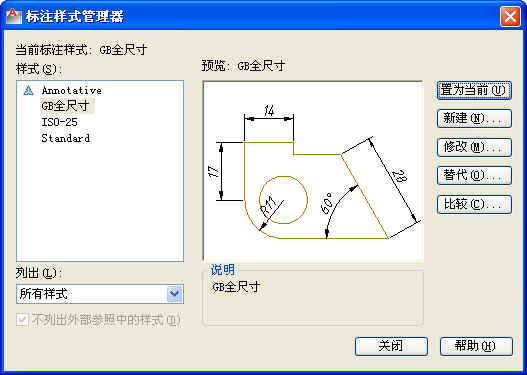 标注样式管理器
当前标注样式: GB全尺寸
样式(S):
Annotative
GB全尺寸
ISO-25
Standard
预览: GB全尺寸
14
17
R11
60°
28
置为当前(U)
新建(N)...
修改(M)...
替代(O)...
比较(C)...
列出(L):
所有样式
不列出外部参照中的样式(D)
说明
GB全尺寸
关闭
帮助(H)